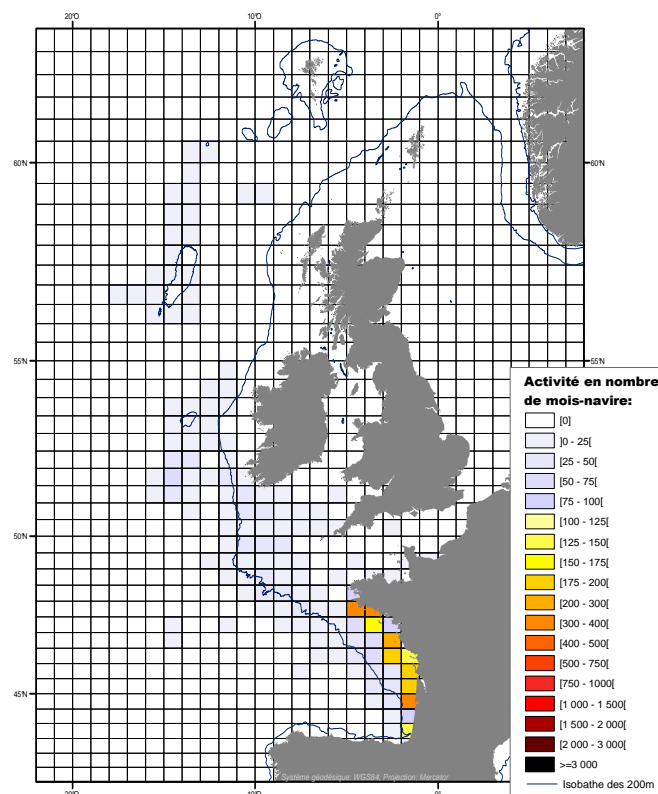 20°O 10°O 0°
60°N 60°N
55°N 55°N
50°N
45°N
20°O 10°O 0°
Système géodésique: WGS84, Projection: Mercator
Activité en nombre
de mois-navire:
[0]
]0 - 25[
[25 - 50[
[50 - 75[
[75 - 100[
[100 - 125[
[125 - 150[
[150 - 175[
[175 - 200[
[200 - 300[
[300 - 400[
[400 - 500[
[500 - 750[
[750 - 1000[
[1 000 - 1 500[
[1 500 - 2 000[
[2 000 - 3 000[
>=3 000
Isobathe des 200m